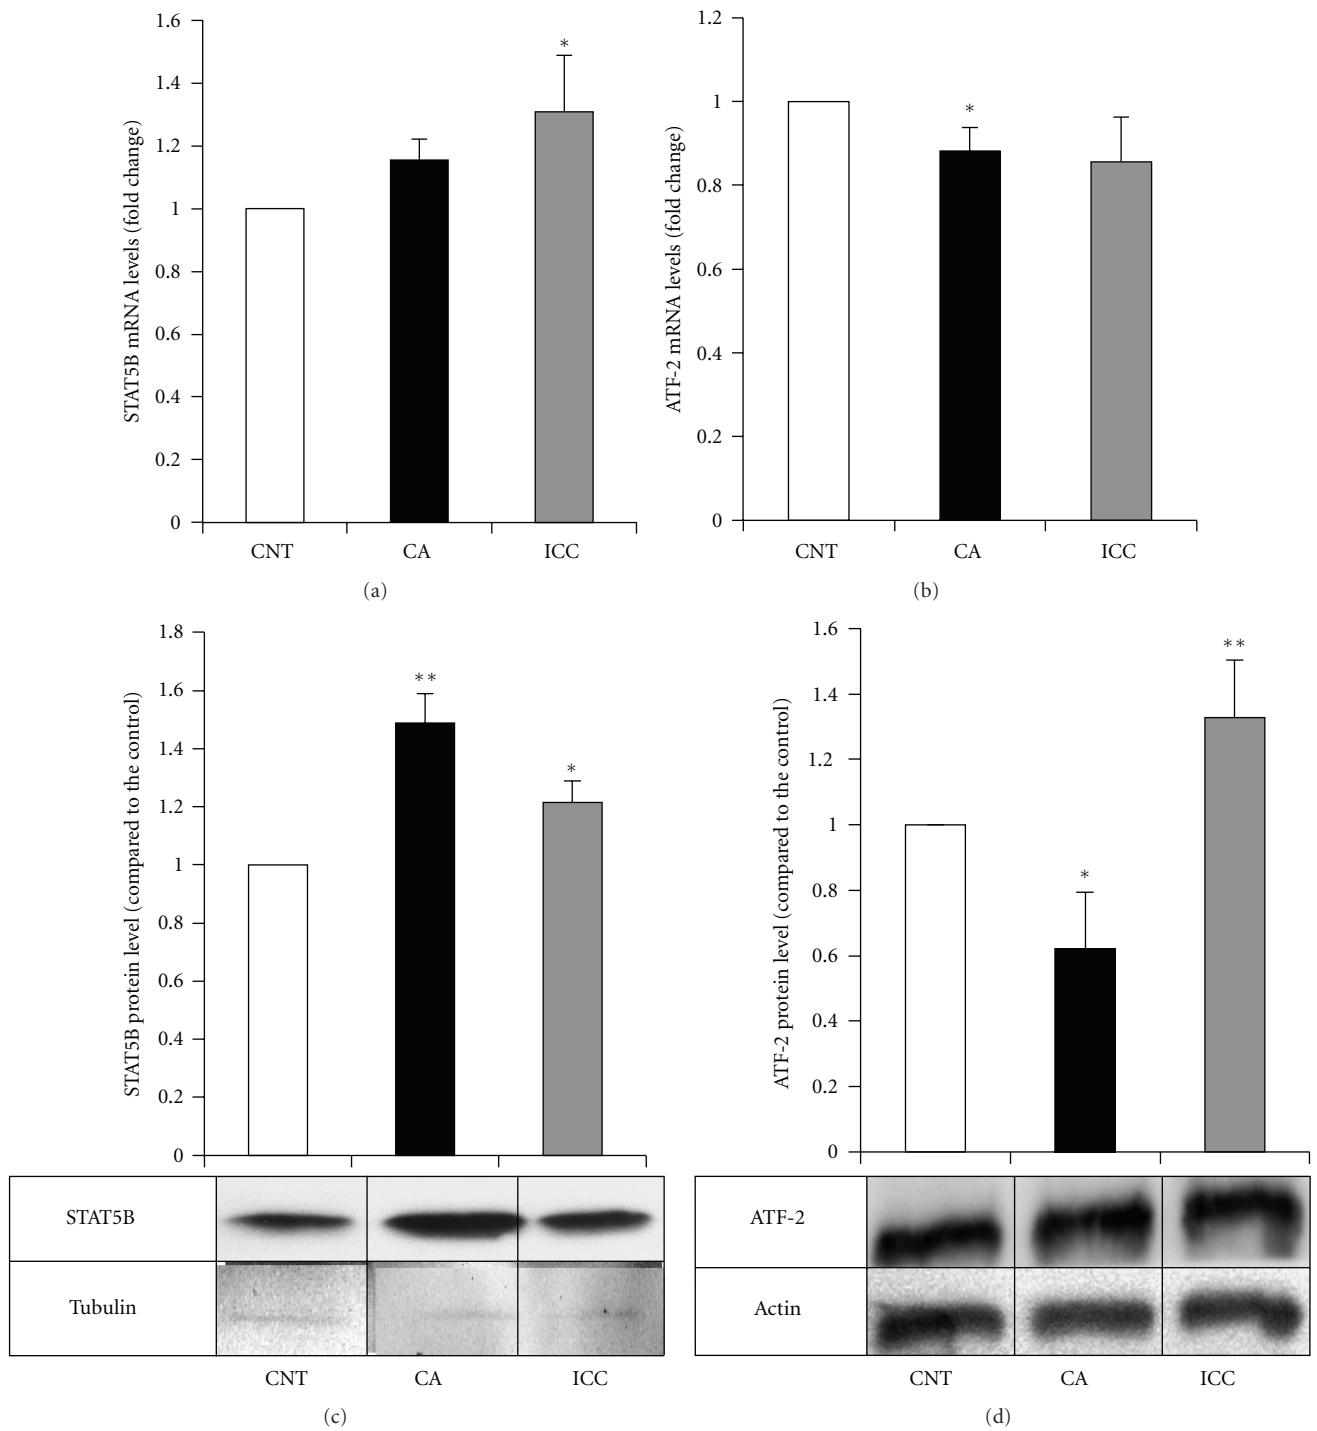 STAT5B mRNA levels (fold change)
1.6
1.4
1.2
1
0.8
0.6
0.4
0.2
0
*
CNT CA ICC
(a)
ATF-2 mRNA levels (fold change)
1.2
1
0.8
0.6
0.4
0.2
0
*
CNT CA ICC
(b)
STAT5B protein level (compared to the control)
1.8
1.6
1.4
1.2
1
0.8
0.6
0.4
0.2
0
**
*
STAT5B
Tubulin
CNT CA ICC
(c)
ATF-2 protein level (compared to the control)
1.6
1.4
1.2
1
0.8
0.6
0.4
0.2
0
*
**
ATF-2
Actin
CNT CA ICC
(d)